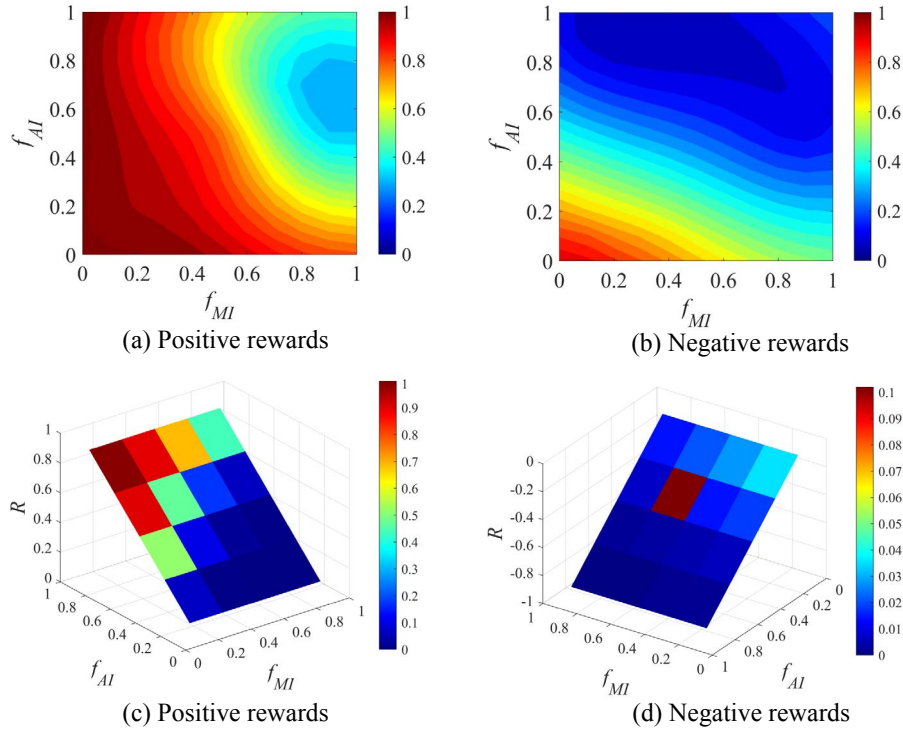 1
0.8
0.6
0.4
0.2
0
f_AI
0 0.2 0.4 0.6 0.8 1
f_MI
1
0.8
0.6
0.4
0.2
0
(a) Positive rewards
1
0.8
0.6
0.4
0.2
0
f_AI
0 0.2 0.4 0.6 0.8 1
f_MI
1
0.8
0.6
0.4
0.2
0
(b) Negative rewards
1
0.8
0.6
0.4
0.2
0
R
1 0.8 0.6 0.4 0.2 0
f_AI
0 0.2 0.4 0.6 0.8 1
f_MI
1
0.9
0.8
0.7
0.6
0.5
0.4
0.3
0.2
0.1
0
(c) Positive rewards
0
-0.2
-0.4
-0.6
-0.8
-1
R
1 0.8 0.6 0.4 0.2 0
f_MI
1 0.8 0.6 0.4 0.2 0
f_AI
0.1
0.09
0.08
0.07
0.06
0.05
0.04
0.03
0.02
0.01
0
(d) Negative rewards